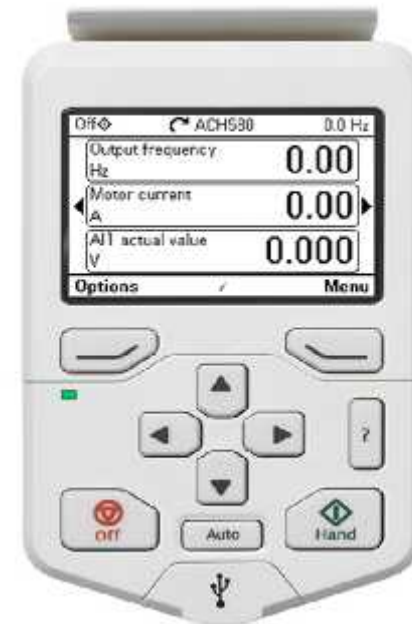 Off ACH580 0.0 Hz
Output frequency
Hz
0.00
Motor current
A
0.00
AI1 actual value
V
0.000
Options Menu
?
Off
Auto
Hand